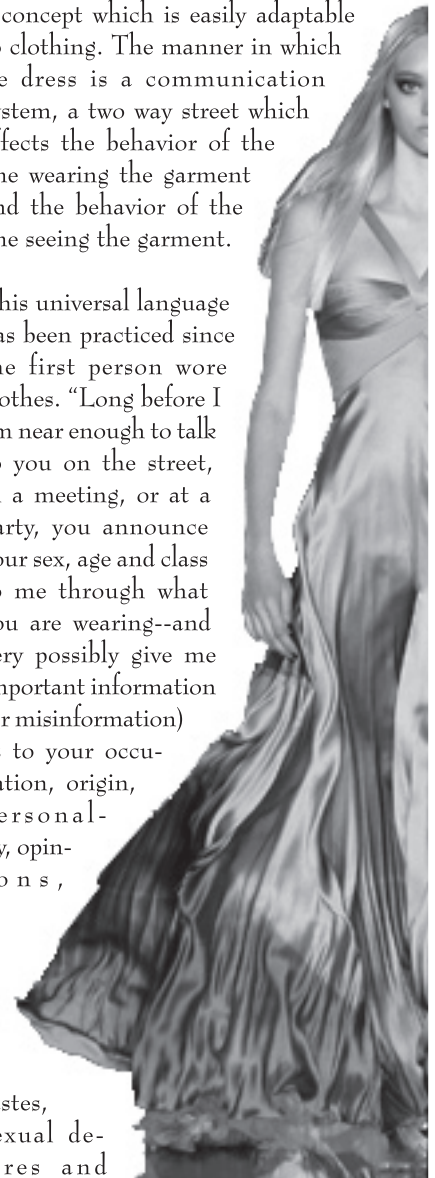 concept which is easily adaptable
clothing. The manner in which
e dress is a communication
ystem, a two way street which
ffects the behavior of the
ne wearing the garment
nd the behavior of the
ne seeing the garment.
his universal language
as been practiced since
he first person wore
othes. “Long before I
m near enough to talk
o you on the street,
a meeting, or at a
arty, you announce
our sex, age and class
o me through what
ou are wearing--and
ery possibly give me
mportant information
r misinformation)
s to your occu-
ation, origin,
ersonal-
y, opin-
ons,
stes,
exual de-
res and